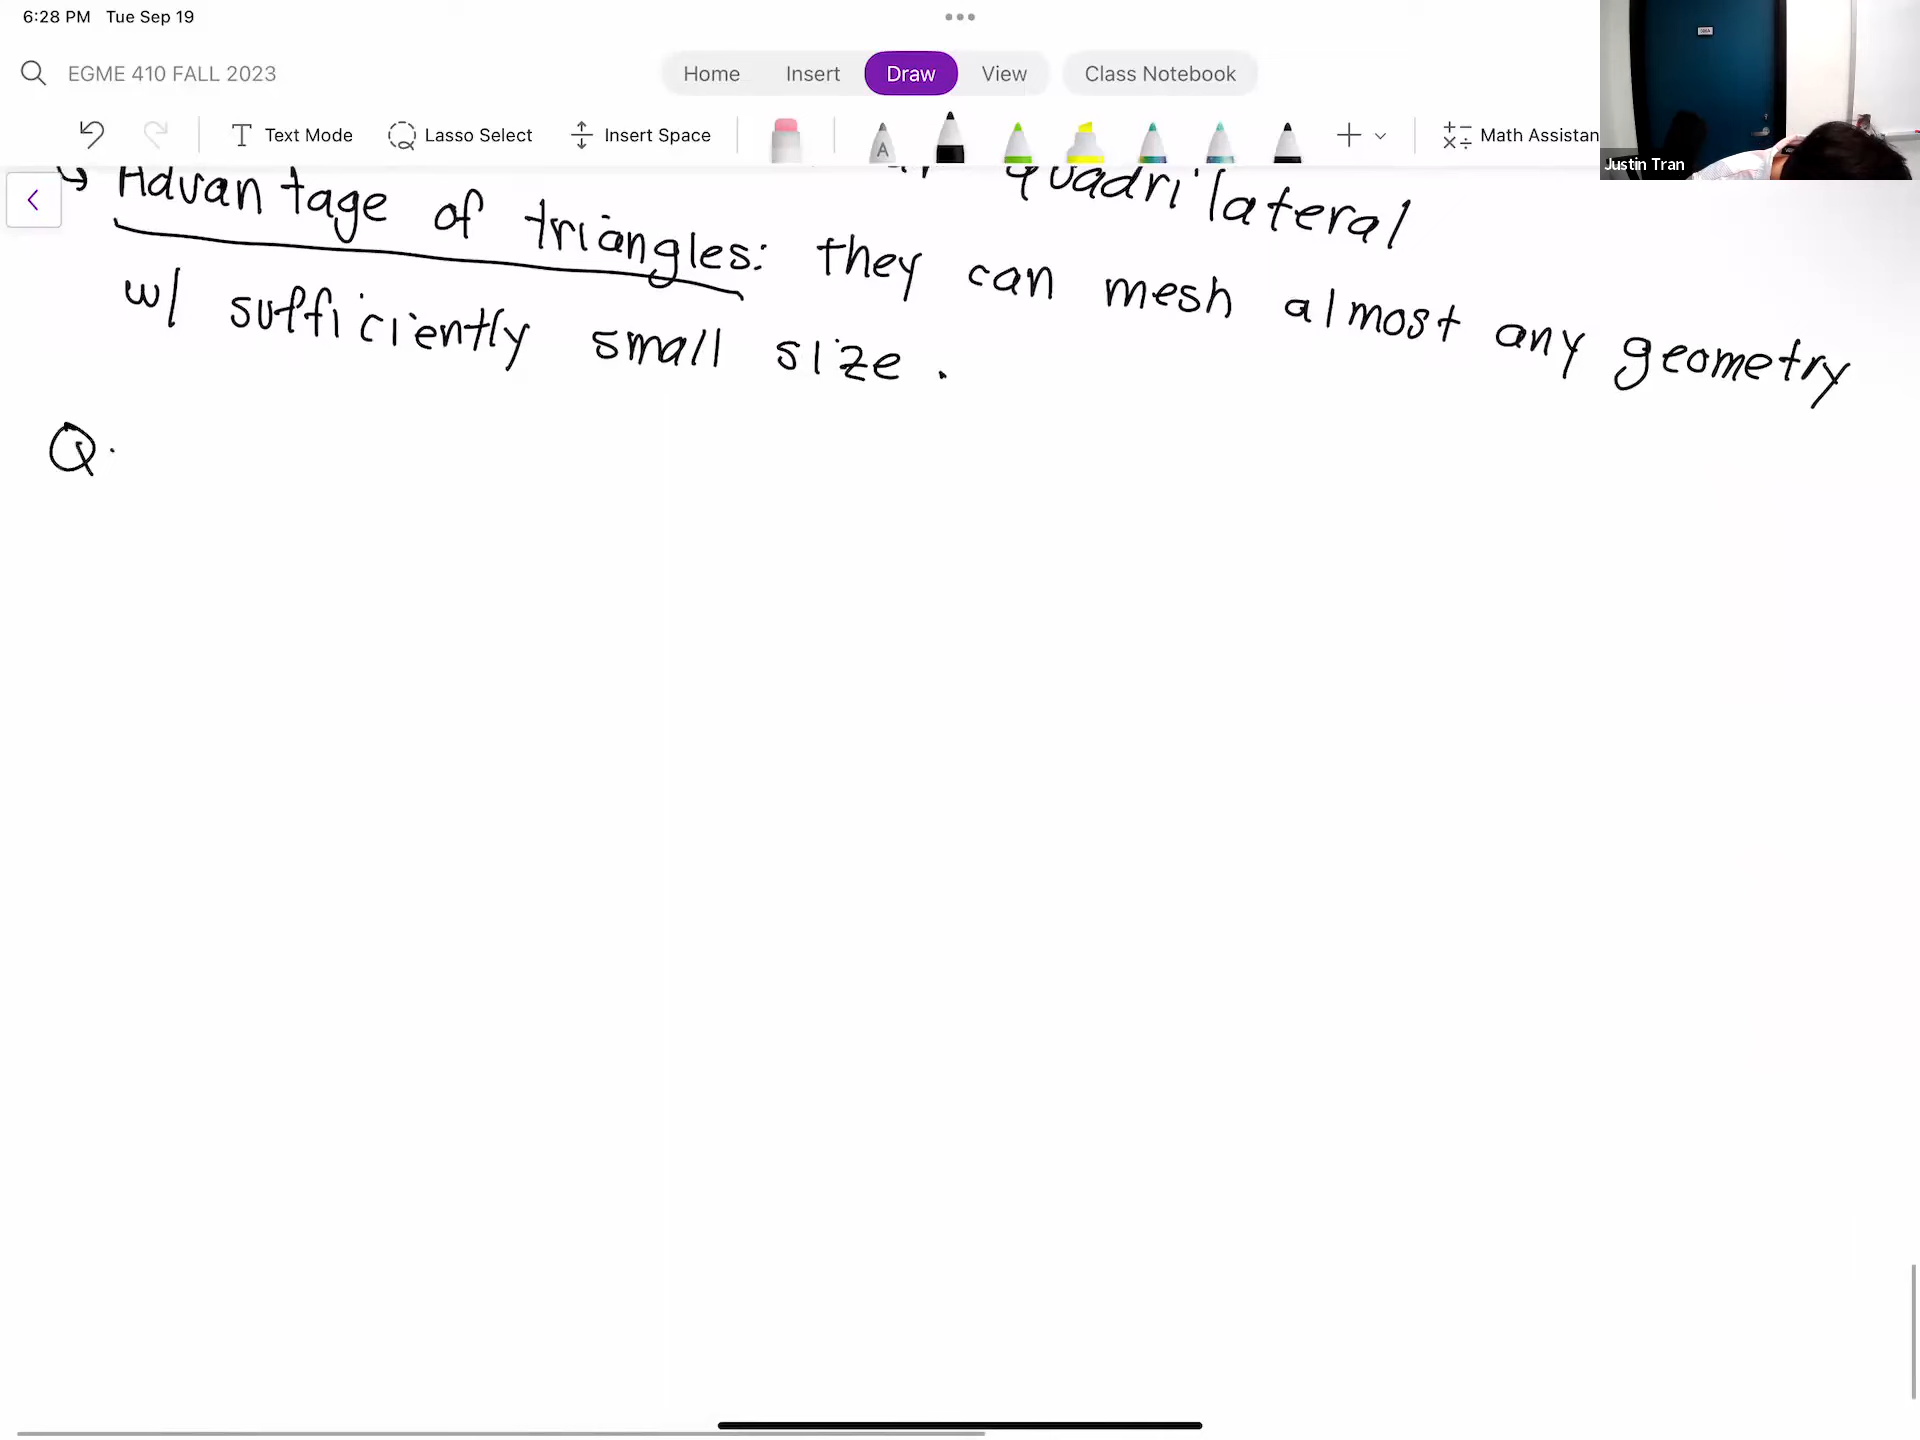 6:28 PM Tue Sep 19
EGME 410 FALL 2023
Home Insert Draw View Class Notebook
Text Mode Lasso Select Insert Space A Math Assistan
Justin Tran
quadrilateral
Advantage of triangles: they can mesh almost any geometry
w/ sufficiently small size.
Q.